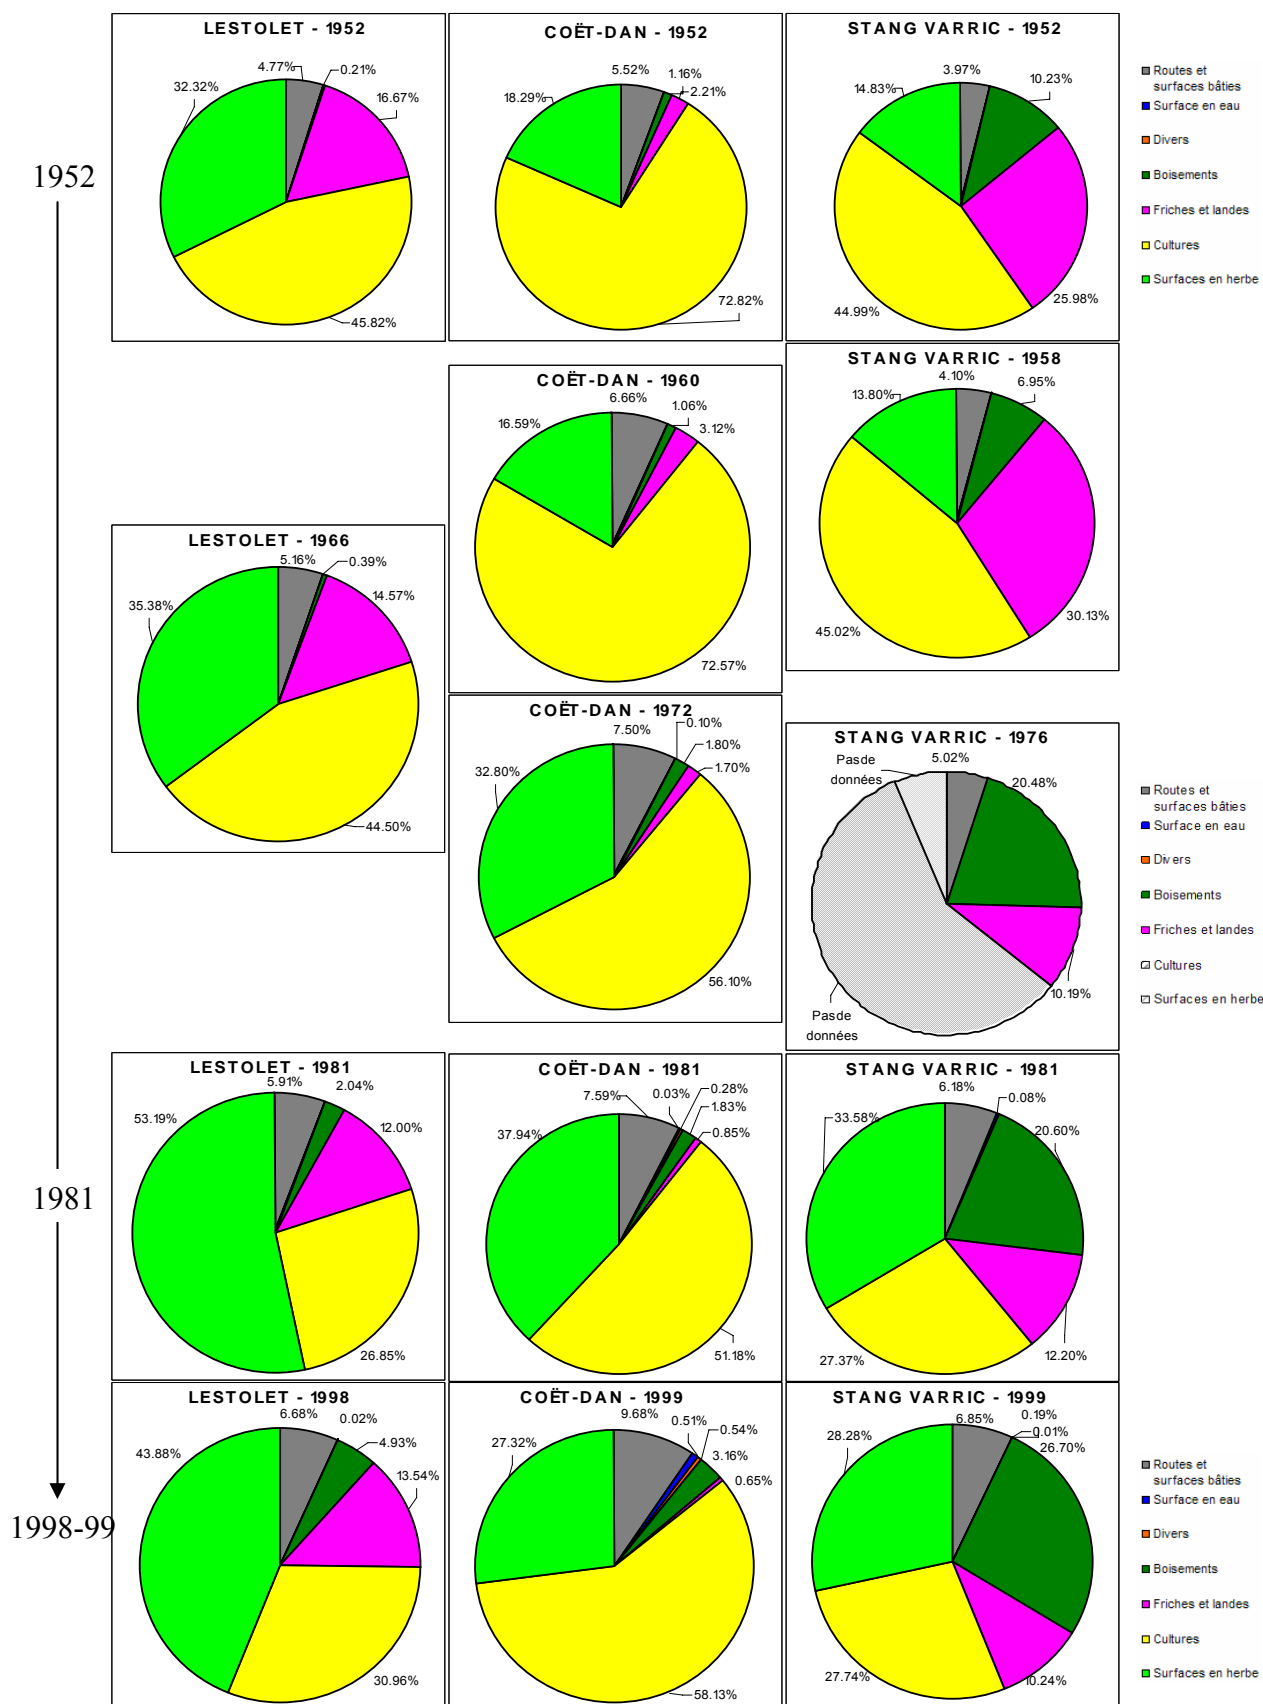 LESTOLET - 1952
4.77%
0.21%
16.67%
32.32%
45.82%
COËT-DAN - 1952
5.52%
1.16%
2.21%
18.29%
72.82%
STANG VARRIC - 1952
3.97%
10.23%
14.83%
25.98%
44.99%
Routes et
surfaces bâties
Surface en eau
Divers
Boisements
Friches et landes
Cultures
Surfaces en herbe
1952
COËT-DAN - 1960
6.66%
1.06%
3.12%
16.59%
72.57%
STANG VARRIC - 1958
4.10%
6.95%
13.80%
30.13%
45.02%
LESTOLET - 1966
5.16%
0.39%
14.57%
35.38%
44.50%
COËT-DAN - 1972
7.50%
0.10%
1.80%
1.70%
32.80%
56.10%
STANG VARRIC - 1976
Pas de
données
5.02%
20.48%
10.19%
Pas de
données
Routes et
surfaces bâties
Surface en eau
Divers
Boisements
Friches et landes
Cultures
Surfaces en herbe
LESTOLET - 1981
5.91%
2.04%
12.00%
53.19%
26.85%
COËT-DAN - 1981
7.59%
0.03%
0.28%
1.83%
0.85%
37.94%
51.18%
STANG VARRIC - 1981
6.18%
0.08%
20.60%
33.58%
12.20%
27.37%
1981
LESTOLET - 1998
6.68%
0.02%
4.93%
13.54%
43.88%
30.96%
COËT-DAN - 1999
9.68%
0.51%
0.54%
3.16%
0.65%
27.32%
58.13%
STANG VARRIC - 1999
6.85%
0.19%
0.01%
26.70%
28.28%
10.24%
27.74%
Routes et
surfaces bâties
Surface en eau
Divers
Boisements
Friches et landes
Cultures
Surfaces en herbe
1998-99